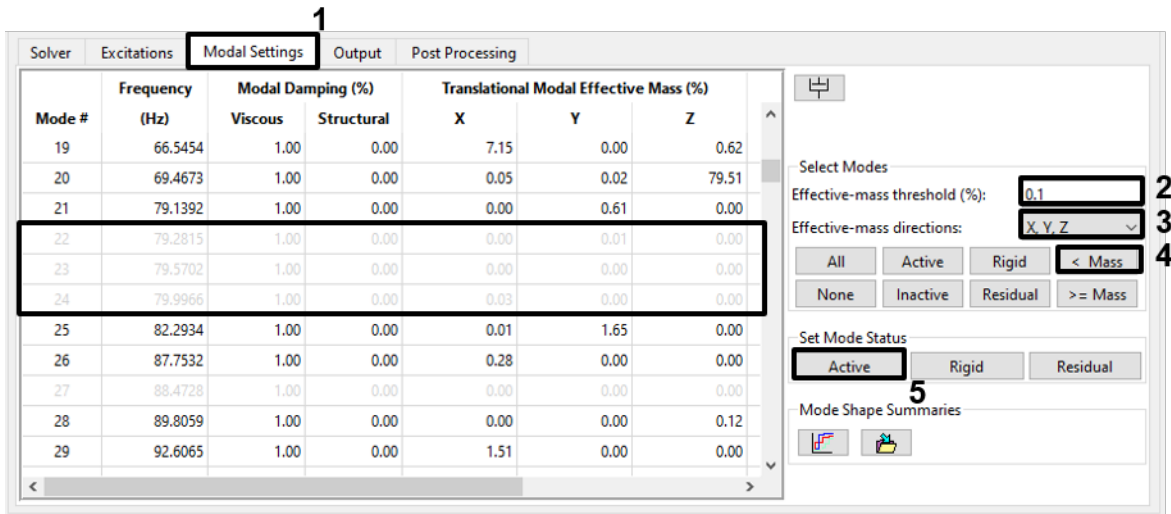 1
Solver Excitations Modal Settings Output Post Processing
Frequency Modal Damping (%) Translational Modal Effective Mass (%)
Mode # (Hz) Viscous Structural X Y Z
19 66.5454 1.00 0.00 7.15 0.00 0.62
20 69.4673 1.00 0.00 0.05 0.02 79.51
21 79.1392 1.00 0.00 0.00 0.61 0.00
22 79.2815 1.00 0.00 0.00 0.01 0.00
23 79.5702 1.00 0.00 0.00 0.00 0.00
24 79.9966 1.00 0.00 0.03 0.00 0.00
25 82.2934 1.00 0.00 0.01 1.65 0.00
26 87.7532 1.00 0.00 0.28 0.00 0.00
27 88.4728 1.00 0.00 0.00 0.00 0.00
28 89.8059 1.00 0.00 0.00 0.00 0.12
29 92.6065 1.00 0.00 1.51 0.00 0.00
Select Modes
Effective-mass threshold (%): 0.1 2
Effective-mass directions: X, Y, Z 3
All Active Rigid < Mass 4
None Inactive Residual >= Mass
Set Mode Status
Active Rigid Residual
5
Mode Shape Summaries